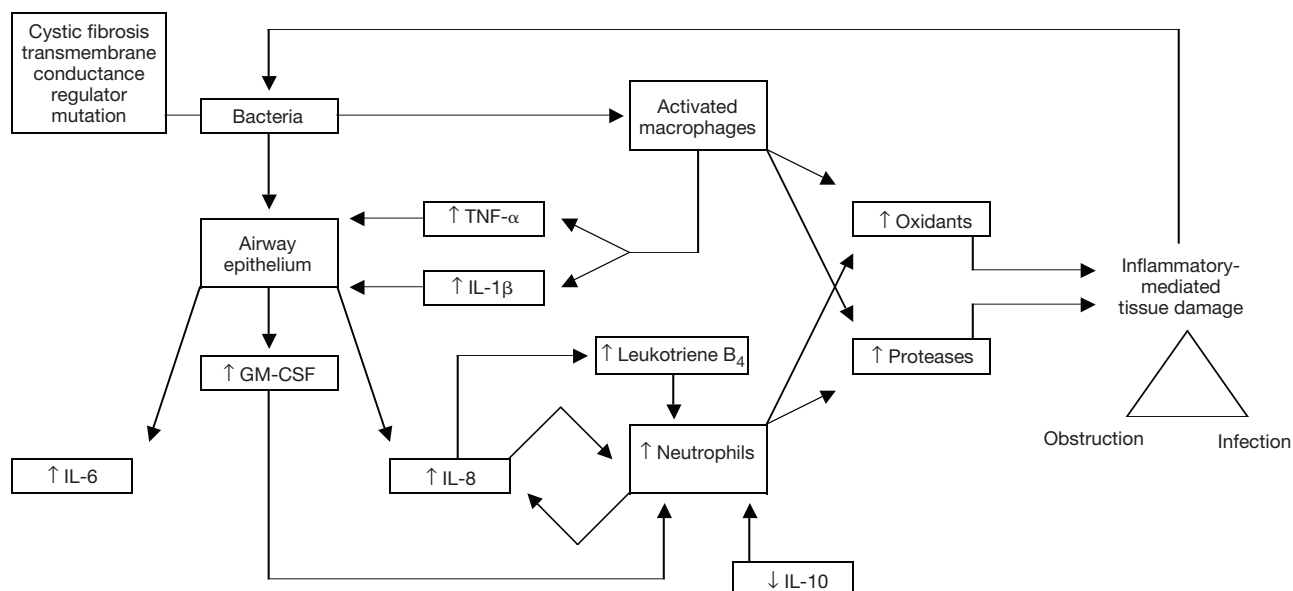 Cystic fibrosis
transmembrane
conductance
regulator
mutation
Bacteria
Activated
macrophages
↑ TNF-α
↑ Oxidants
Airway
epithelium
Inflammatory-
mediated
tissue damage
↑ IL-1β
↑ Leukotriene B₄
↑ Proteases
↑ GM-CSF
Obstruction
Infection
↑ Neutrophils
↑ IL-6
↑ IL-8
↓ IL-10